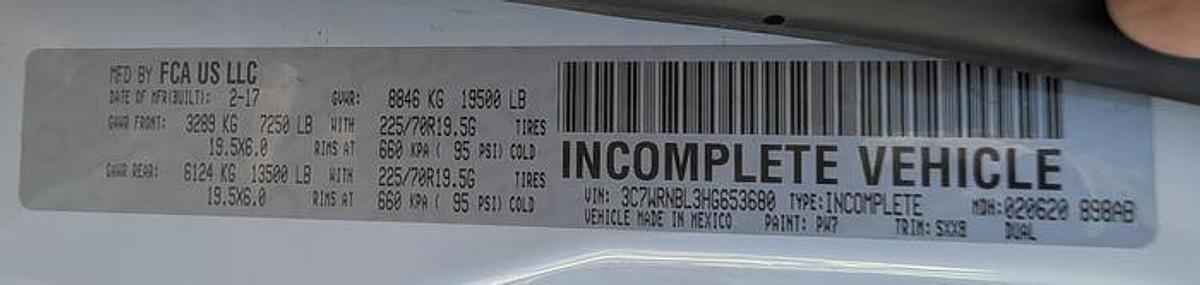 MFD BY FCA US LLC
DATE OF MFR(BUILT): 2-17 GVWR: 8846 KG 19500 LB
GAWR FRONT: 3289 KG 7250 LB WITH 225/70R19.5G TIRES
19.5X6.0 RIMS AT 660 KPA ( 95 PSI) COLD
GAWR REAR: 6124 KG 13500 LB WITH 225/70R19.5G TIRES
19.5X6.0 RIMS AT 660 KPA ( 95 PSI) COLD
INCOMPLETE VEHICLE
VIN: 3C7WRNBL3HG653680 TYPE:INCOMPLETE MDH:020620 898AB
VEHICLE MADE IN MEXICO PAINT: PW7 TRIM: SXX8 DUAL